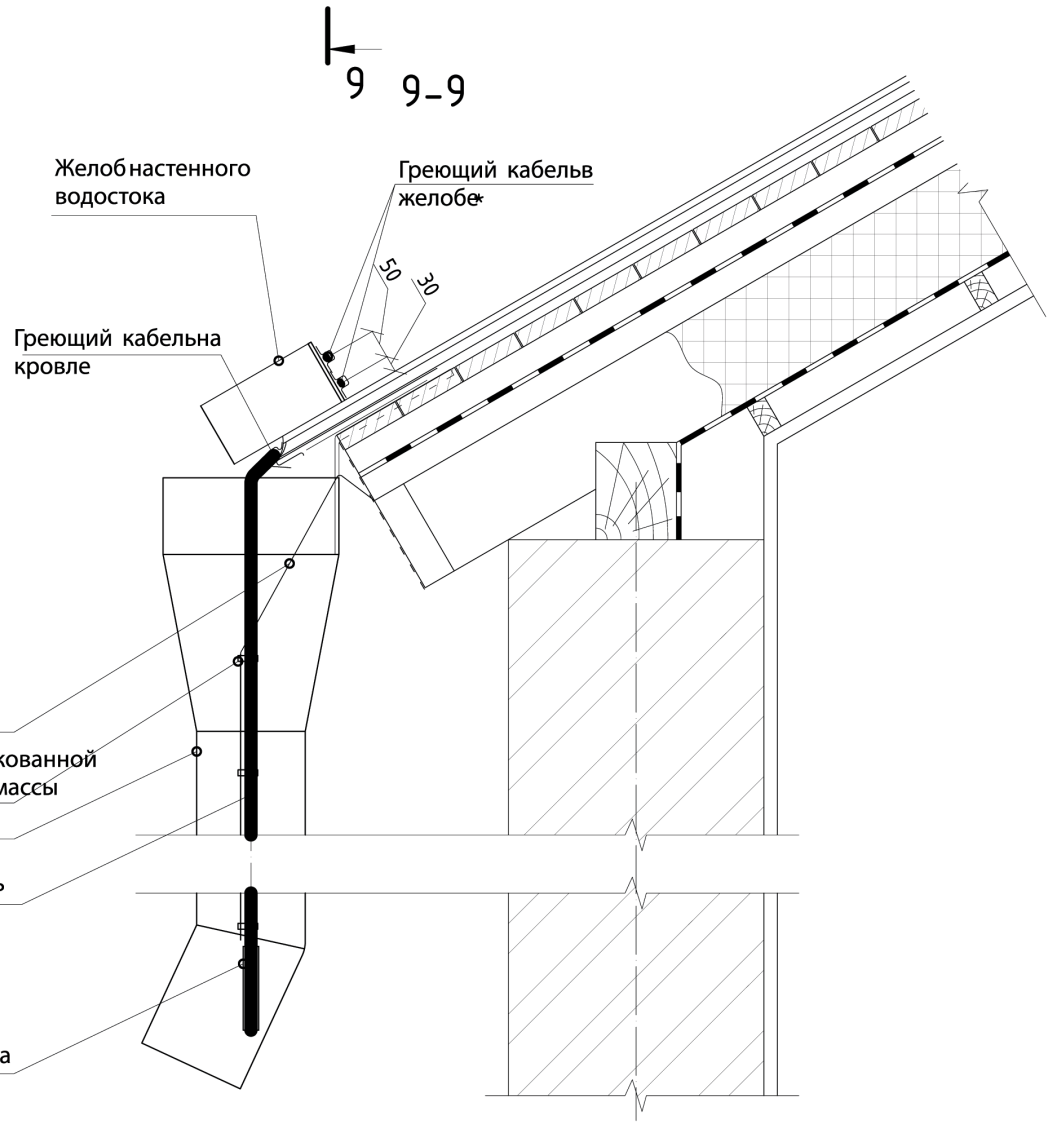 9 9-9
Желоб настенного
водостока
Греющий кабельв
желобе*
50
30
Греющий кабельна
кровле
кованной
массы
ь
а